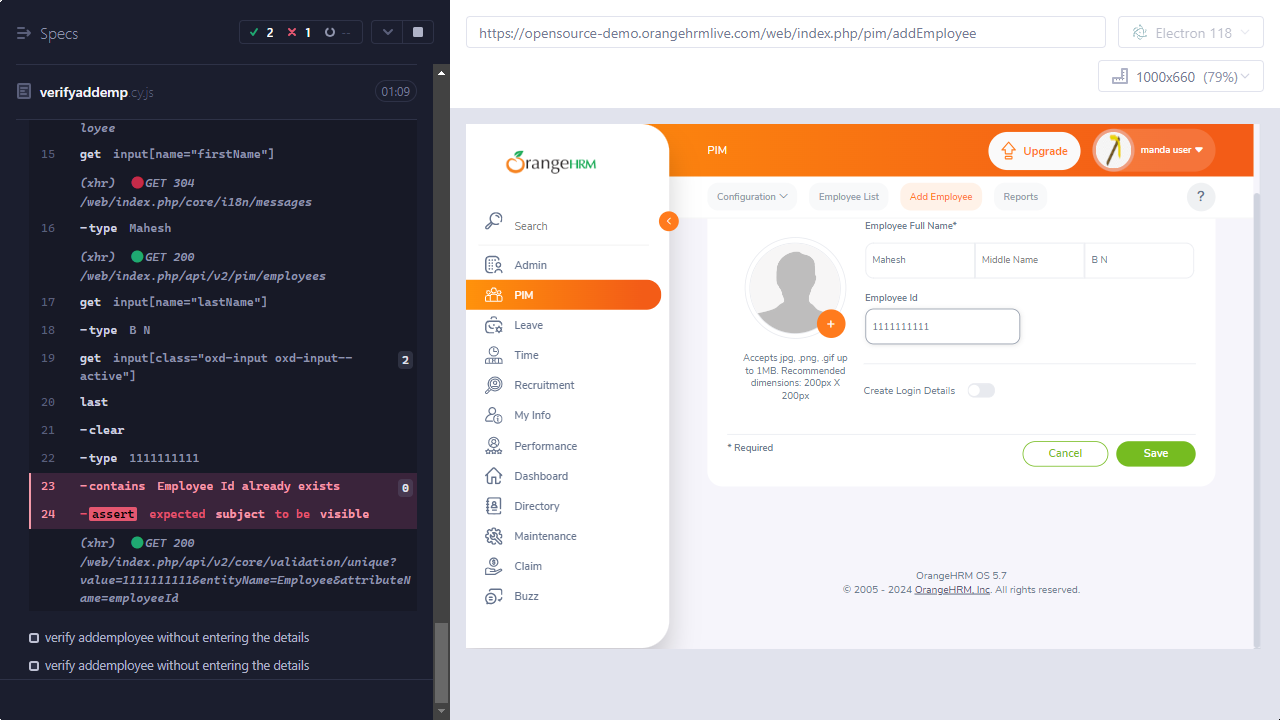 Specs
2
1
--
verifyaddemp.cy.js
01:09
loyee
15 get input[name="firstName"]
(xhr) GET 304
/web/index.php/core/i18n/messages
16 -type Mahesh
(xhr) GET 200
/web/index.php/api/v2/pim/employees
17 get input[name="lastName"]
18 -type B N
19 get input[class="oxd-input oxd-input--
active"]
2
20 last
21 -clear
22 -type 1111111111
23 -contains Employee Id already exists
0
24 -assert expected subject to be visible
(xhr) GET 200
/web/index.php/api/v2/core/validation/unique?
value=1111111111&entityName=Employee&attributeN
ame=employeeId
verify addemployee without entering the details
verify addemployee without entering the details
https://opensource-demo.orangehrmlive.com/web/index.php/pim/addEmployee
Electron 118
1000x660 (79%)
OrangeHRM
Search
Admin
PIM
Leave
Time
Recruitment
My Info
Performance
Dashboard
Directory
Maintenance
Claim
Buzz
PIM
Upgrade
manda user
Configuration
Employee List
Add Employee
Reports
?
Employee Full Name*
Mahesh
Middle Name
B N
Employee Id
1111111111
+
Accepts jpg, .png, .gif up
to 1MB. Recommended
dimensions: 200px X
200px
Create Login Details
* Required
Cancel
Save
OrangeHRM OS 5.7
© 2005 - 2024 OrangeHRM, Inc. All rights reserved.